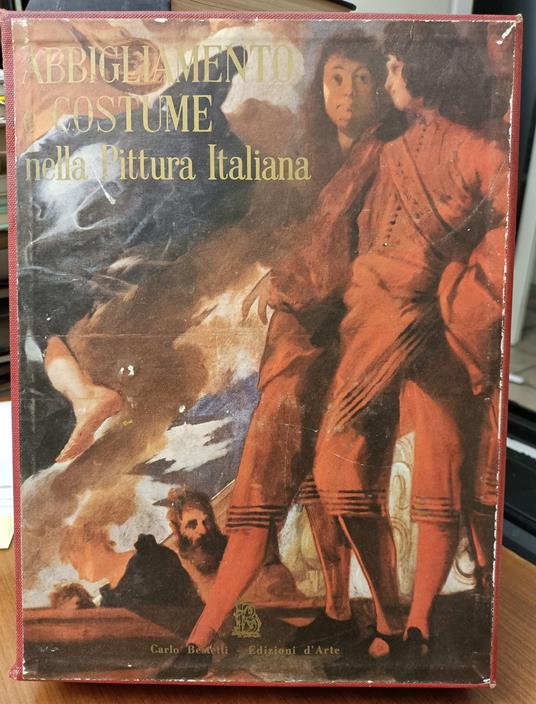 ABBIGLIAMENTO
e COSTUME
nella Pittura Italiana
Carlo Bestetti - Edizioni d'Arte